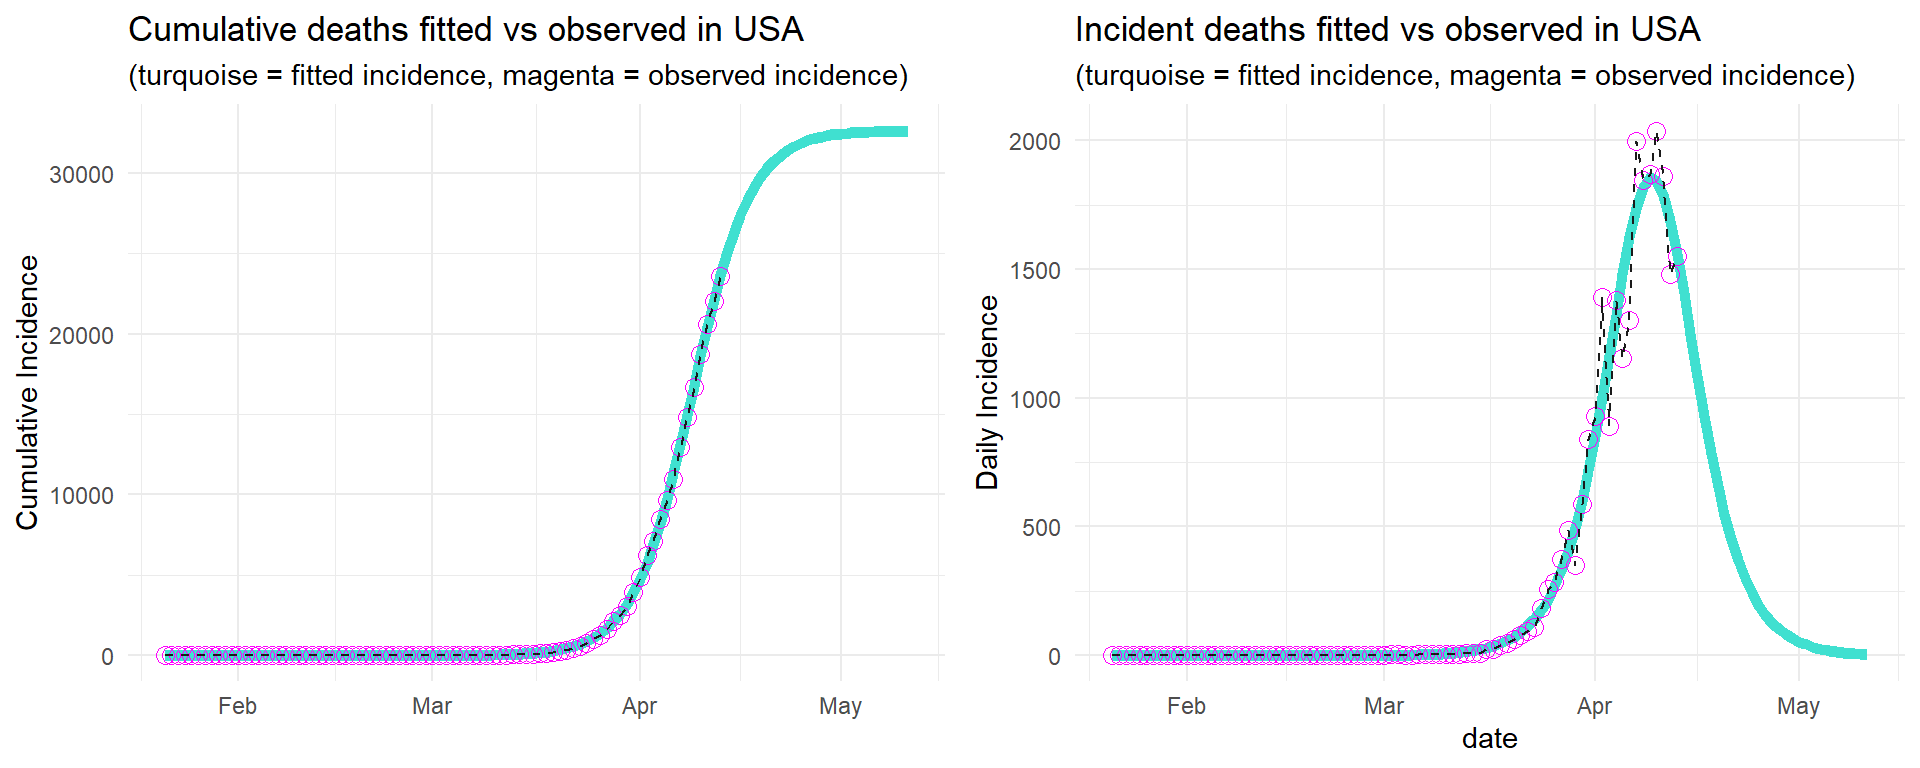 Cumulative deaths fitted vs observed in USA
(turquoise = fitted incidence, magenta = observed incidence)
Cumulative Incidence
30000
20000
10000
0
Feb
Mar
Apr
May
Incident deaths fitted vs observed in USA
(turquoise = fitted incidence, magenta = observed incidence)
Daily Incidence
2000
1500
1000
500
0
Feb
Mar
Apr
May
date